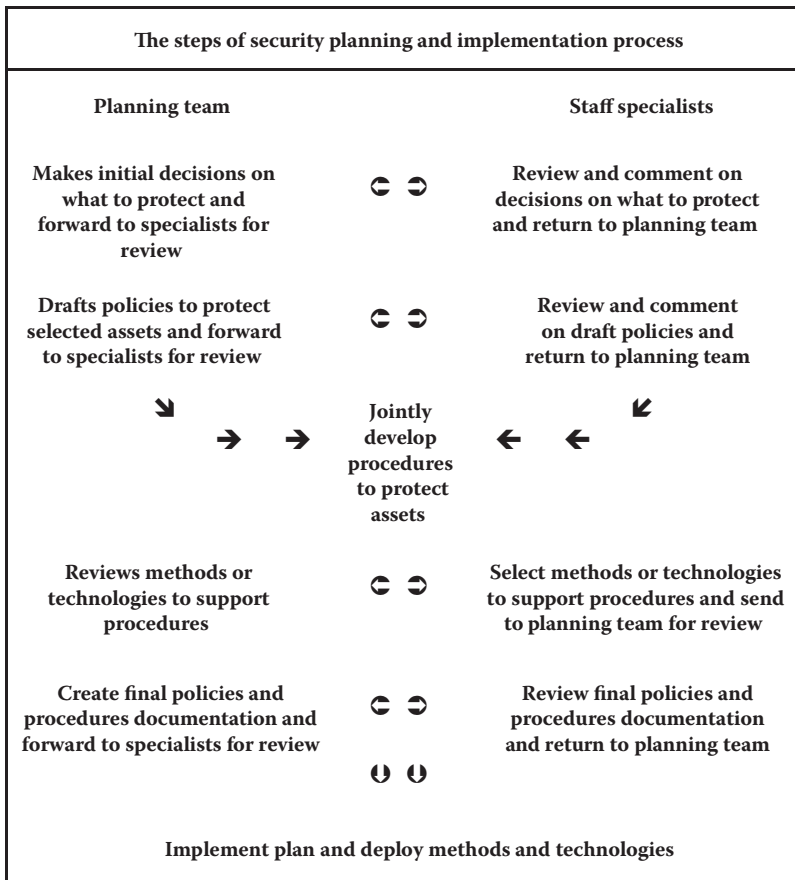 The steps of security planning and implementation process
Planning team
Staff specialists
Makes initial decisions on
what to protect and
forward to specialists for
review
Review and comment on
decisions on what to protect
and return to planning team
Drafts policies to protect
selected assets and forward
to specialists for review
Review and comment
on draft policies and
return to planning team
Jointly
develop
procedures
to protect
assets
Reviews methods or
technologies to support
procedures
Select methods or technologies
to support procedures and send
to planning team for review
Create final policies and
procedures documentation and
forward to specialists for review
Review final policies and
procedures documentation
and return to planning team
Implement plan and deploy methods and technologies